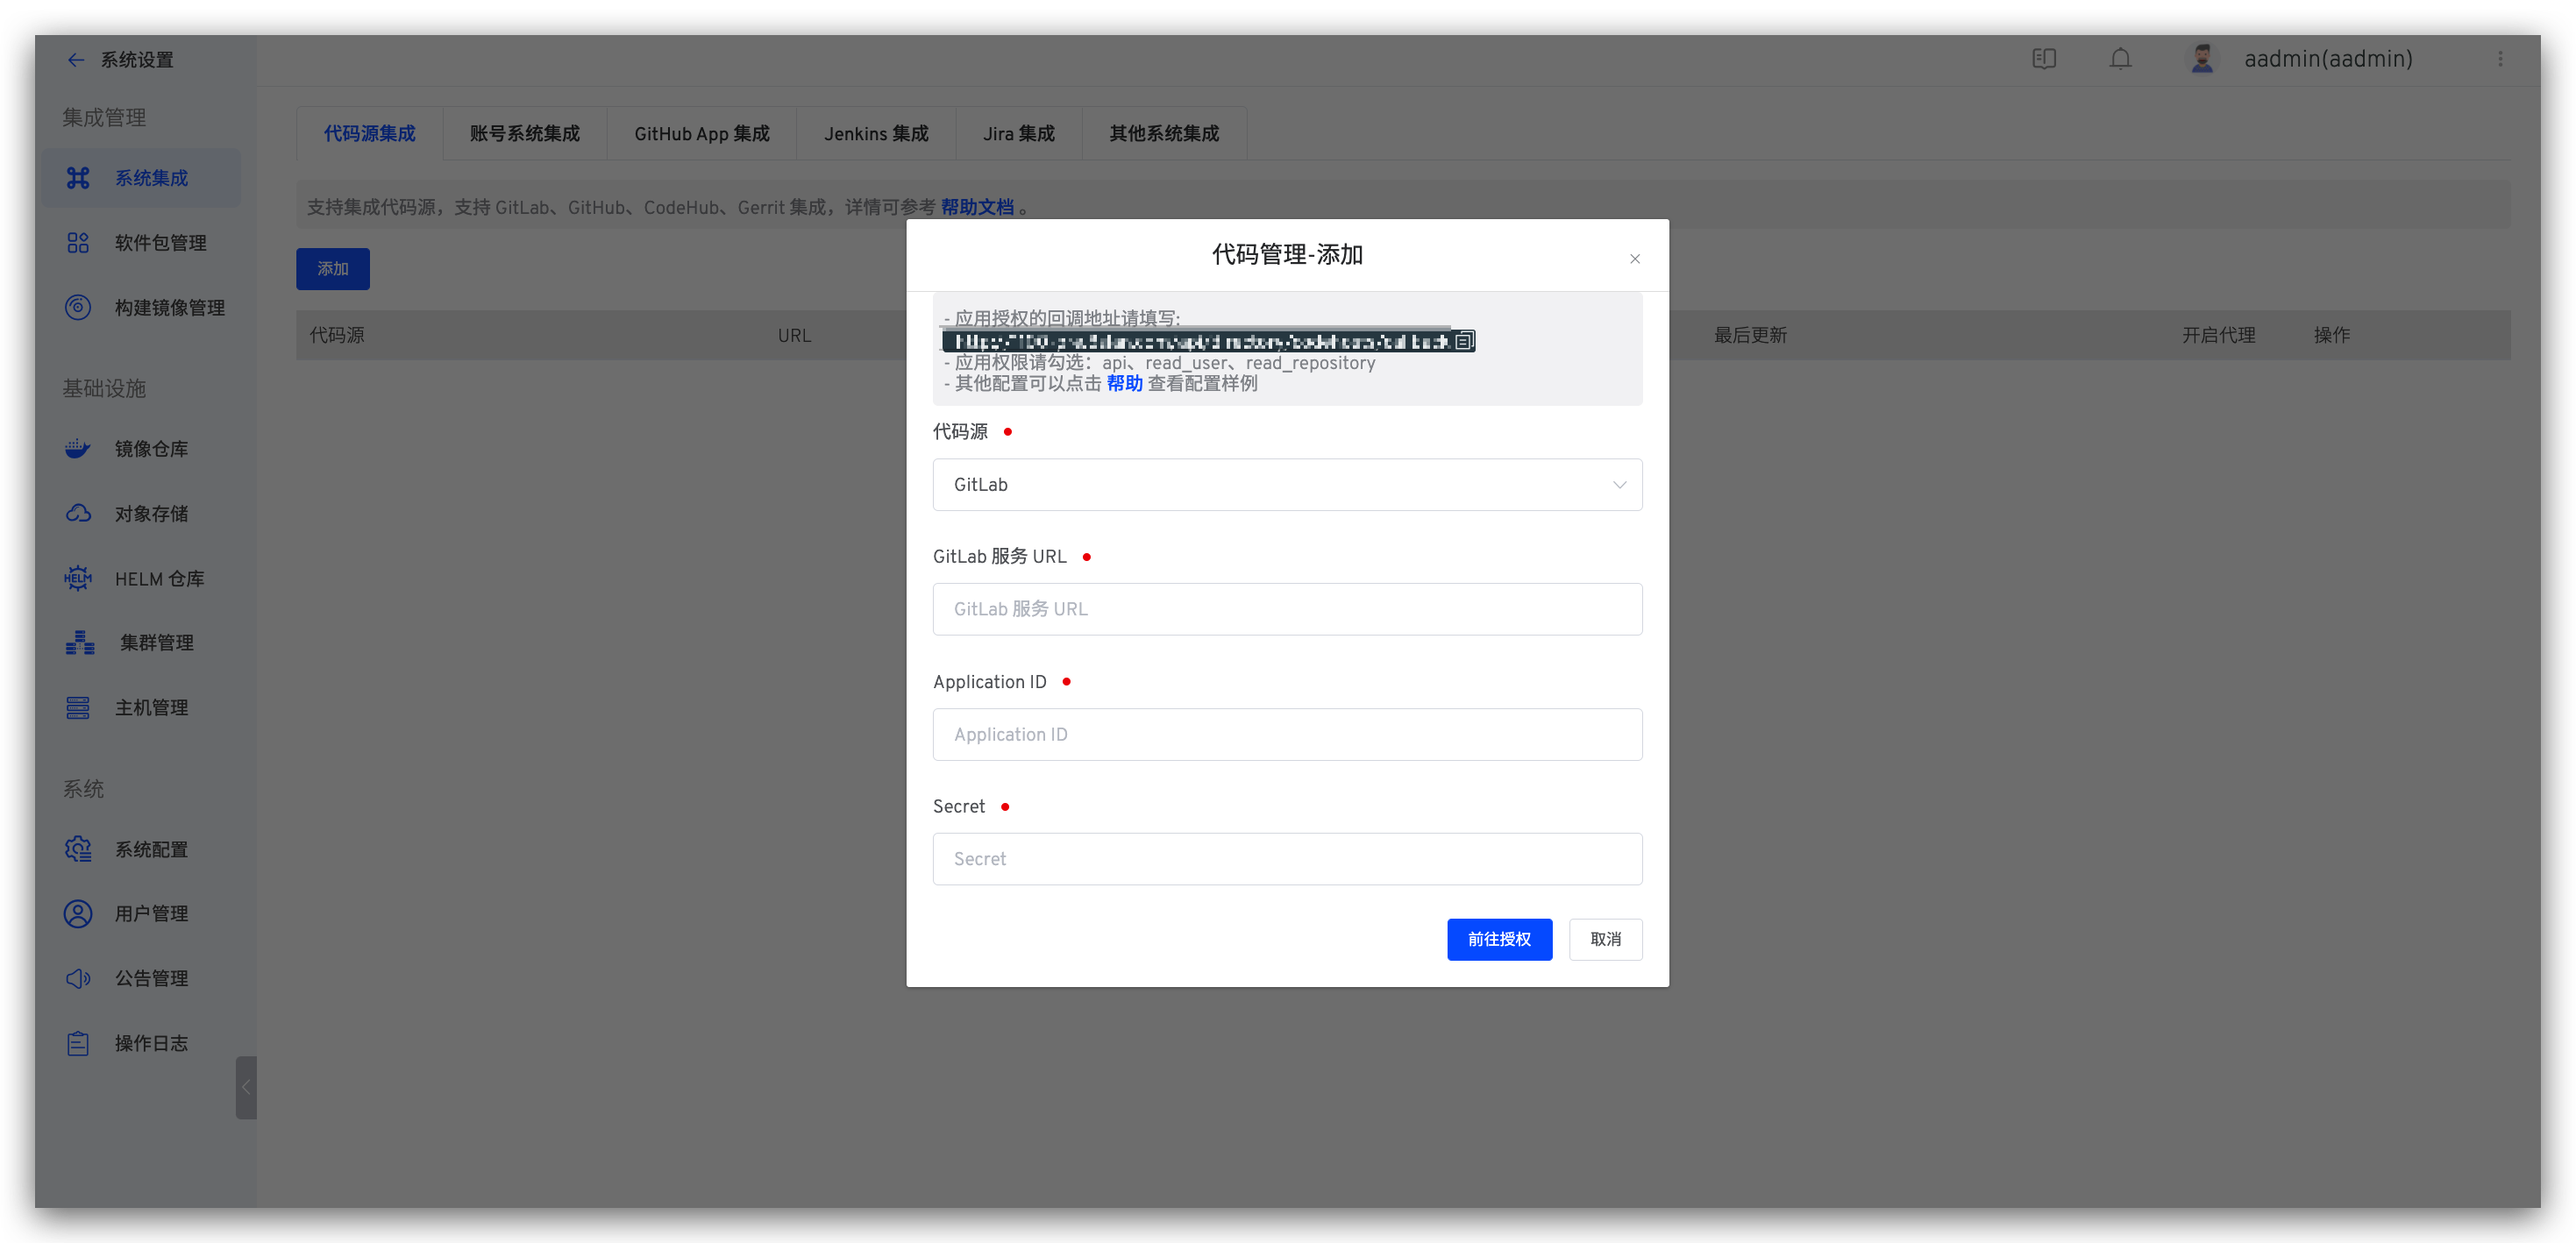 系统设置
aadmin(aadmin)
集成管理
系统集成
软件包管理
构建镜像管理
基础设施
镜像仓库
对象存储
HELM
HELM 仓库
集群管理
主机管理
系统
系统配置
用户管理
公告管理
操作日志
代码源集成
账号系统集成
GitHub App 集成
Jenkins 集成
Jira 集成
其他系统集成
支持集成代码源，支持 GitLab、GitHub、CodeHub、Gerrit 集成，详情可参考 帮助文档 。
添加
代码源
URL
最后更新
开启代理
操作
代码管理-添加
- 应用授权的回调地址请填写:
- 应用权限请勾选：api、read_user、read_repository
- 其他配置可以点击 帮助 查看配置样例
代码源
GitLab
GitLab 服务 URL
GitLab 服务 URL
Application ID
Application ID
Secret
Secret
前往授权
取消